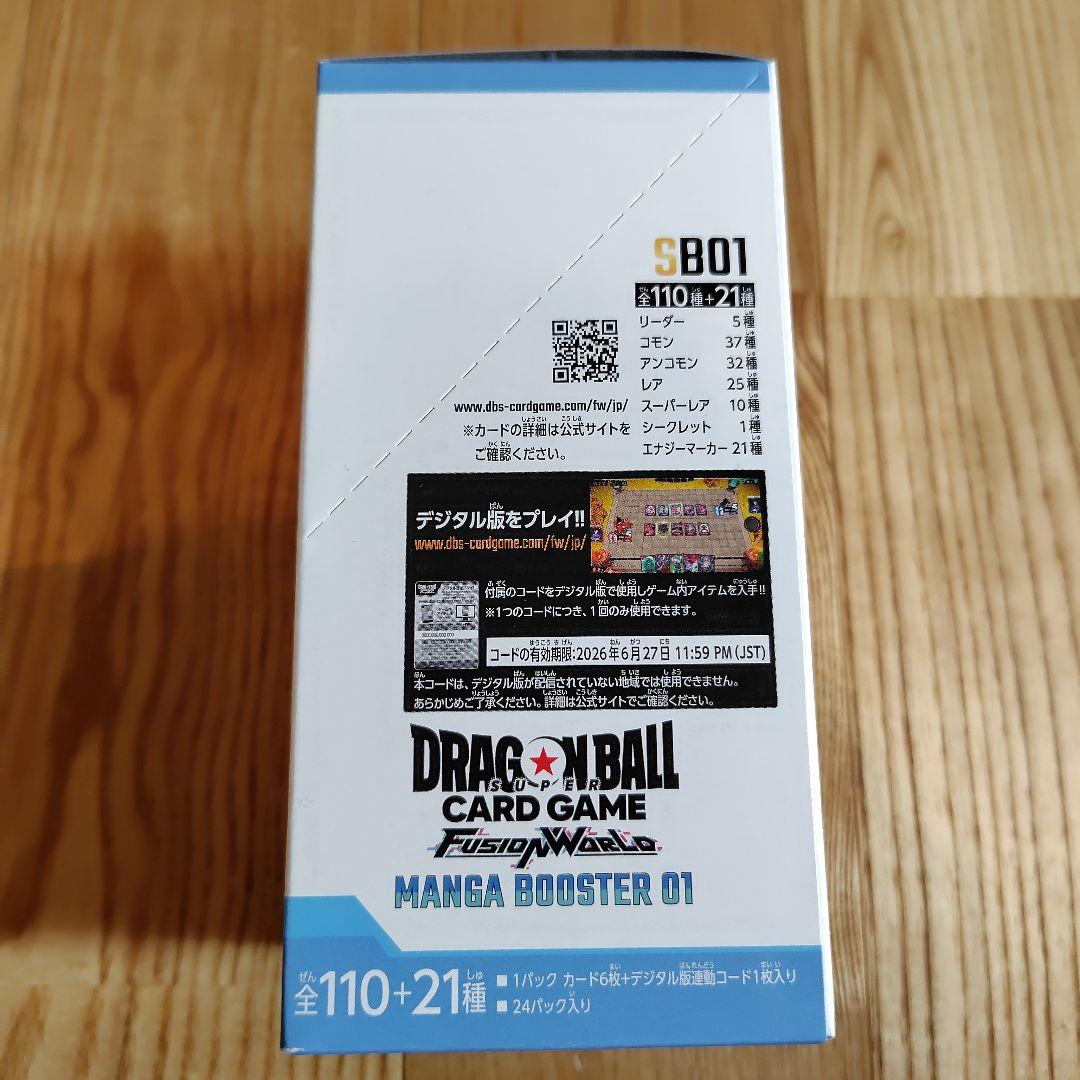 SB01
全110種+21種
リーダー 5種
コモン 37種
アンコモン 32種
レア 25種
スーパーレア 10種
シークレット 1種
エナジーマーカー 21種
www.dbs-cardgame.com/fw/jp/
※カードの詳細は公式サイトを
ご確認ください。
デジタル版をプレイ!!
www.dbs-cardgame.com/fw/jp/
付属のコードをデジタル版で使用しゲーム内アイテムを入手!!
※1つのコードにつき、1回のみ使用できます。
コードの有効期限:2026年6月27日 11:59 PM(JST)
本コードは、デジタル版が配信されていない地域では使用できません。
あらかじめご了承ください。詳細は公式サイトでご確認ください。
DRAGON BALL
SUPER
CARD GAME
FUSION WORLD
MANGA BOOSTER 01
全110+21種
■ 1パック カード6枚+デジタル版連動コード1枚入り
■ 24パック入り